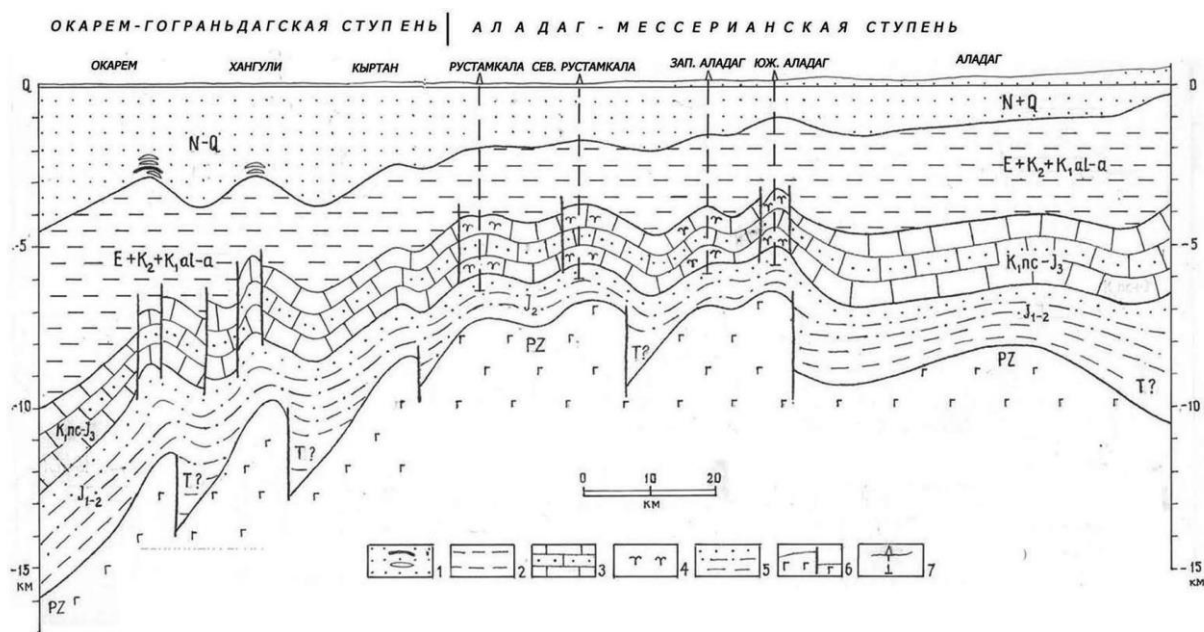 ОКАРЕМ-ГОГРАНЬДАГСКАЯ СТУПЕНЬ АЛАДАГ - МЕССЕРИАНСКАЯ СТУПЕНЬ
ОКАРЕМ ХАНГУЛИ КЫРТАН РУСТАМКАЛА СЕВ. РУСТАМКАЛА ЗАП. АЛАДАГ ЮЖ. АЛАДАГ АЛАДАГ
0 0
N-Q N+Q
E+K₂+K₁al-a
-5 -5
E+K₂+K₁al-a
K₁nc-J₃
J₂ J₁₋₂
PZ T? PZ
T?
-10 -10
K₁nc-J₃
T? T?
J₁₋₂
0 10 20
КМ
-15 -15
КМ КМ
1 2 3 4 5 6 7
PZ